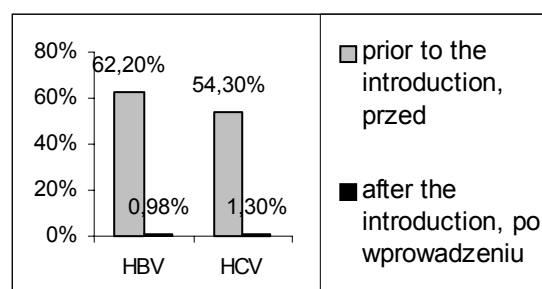 80%
60%
40%
20%
0%
62,20%
54,30%
0,98%
1,30%
HBV
HCV
prior to the
introduction,
przed
after the
introduction, po
wprowadzeniu